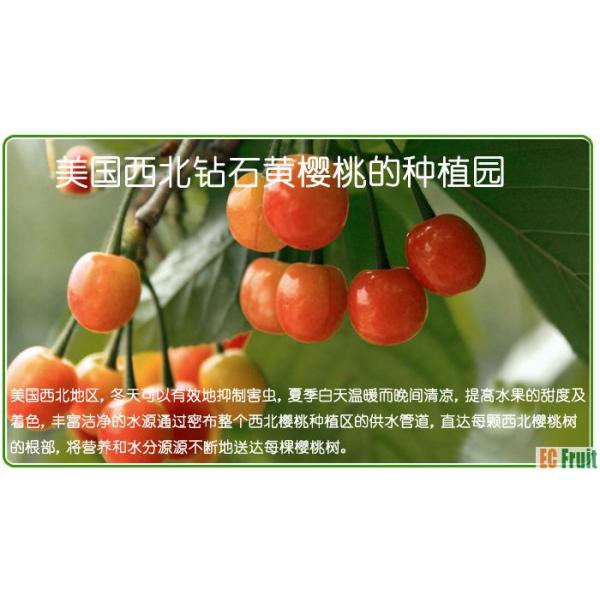 美国西北钻石黄樱桃的种植园
美国西北地区, 冬天可以有效地抑制害虫, 夏季白天温暖而晚间清凉, 提高水果的甜度及
着色, 丰富洁净的水源通过密布整个西北樱桃种植区的供水管道, 直达每颗西北樱桃树
的根部, 将营养和水分源源不断地送达每棵樱桃树。
EC Fruit